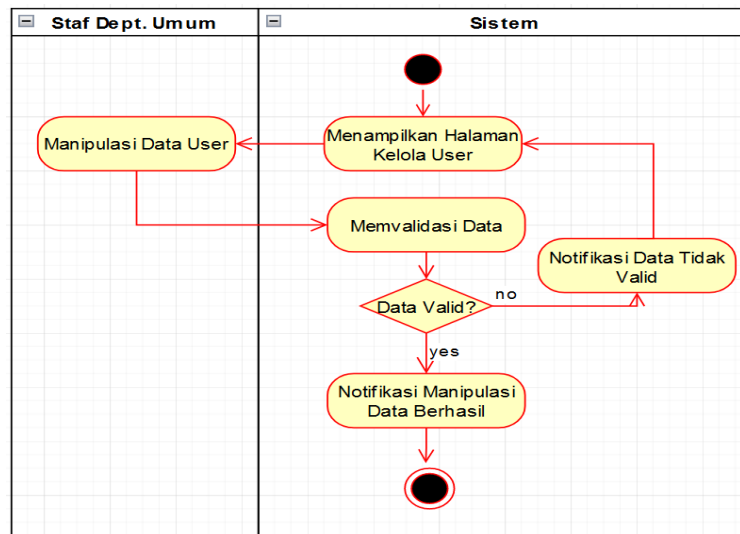 Staf Dept. Umum
Sistem
Manipulasi Data User
Menampilkan Halaman
Kelola User
Memvalidasi Data
Notifikasi Data Tidak
Valid
Data Valid?
no
yes
Notifikasi Manipulasi
Data Berhasil